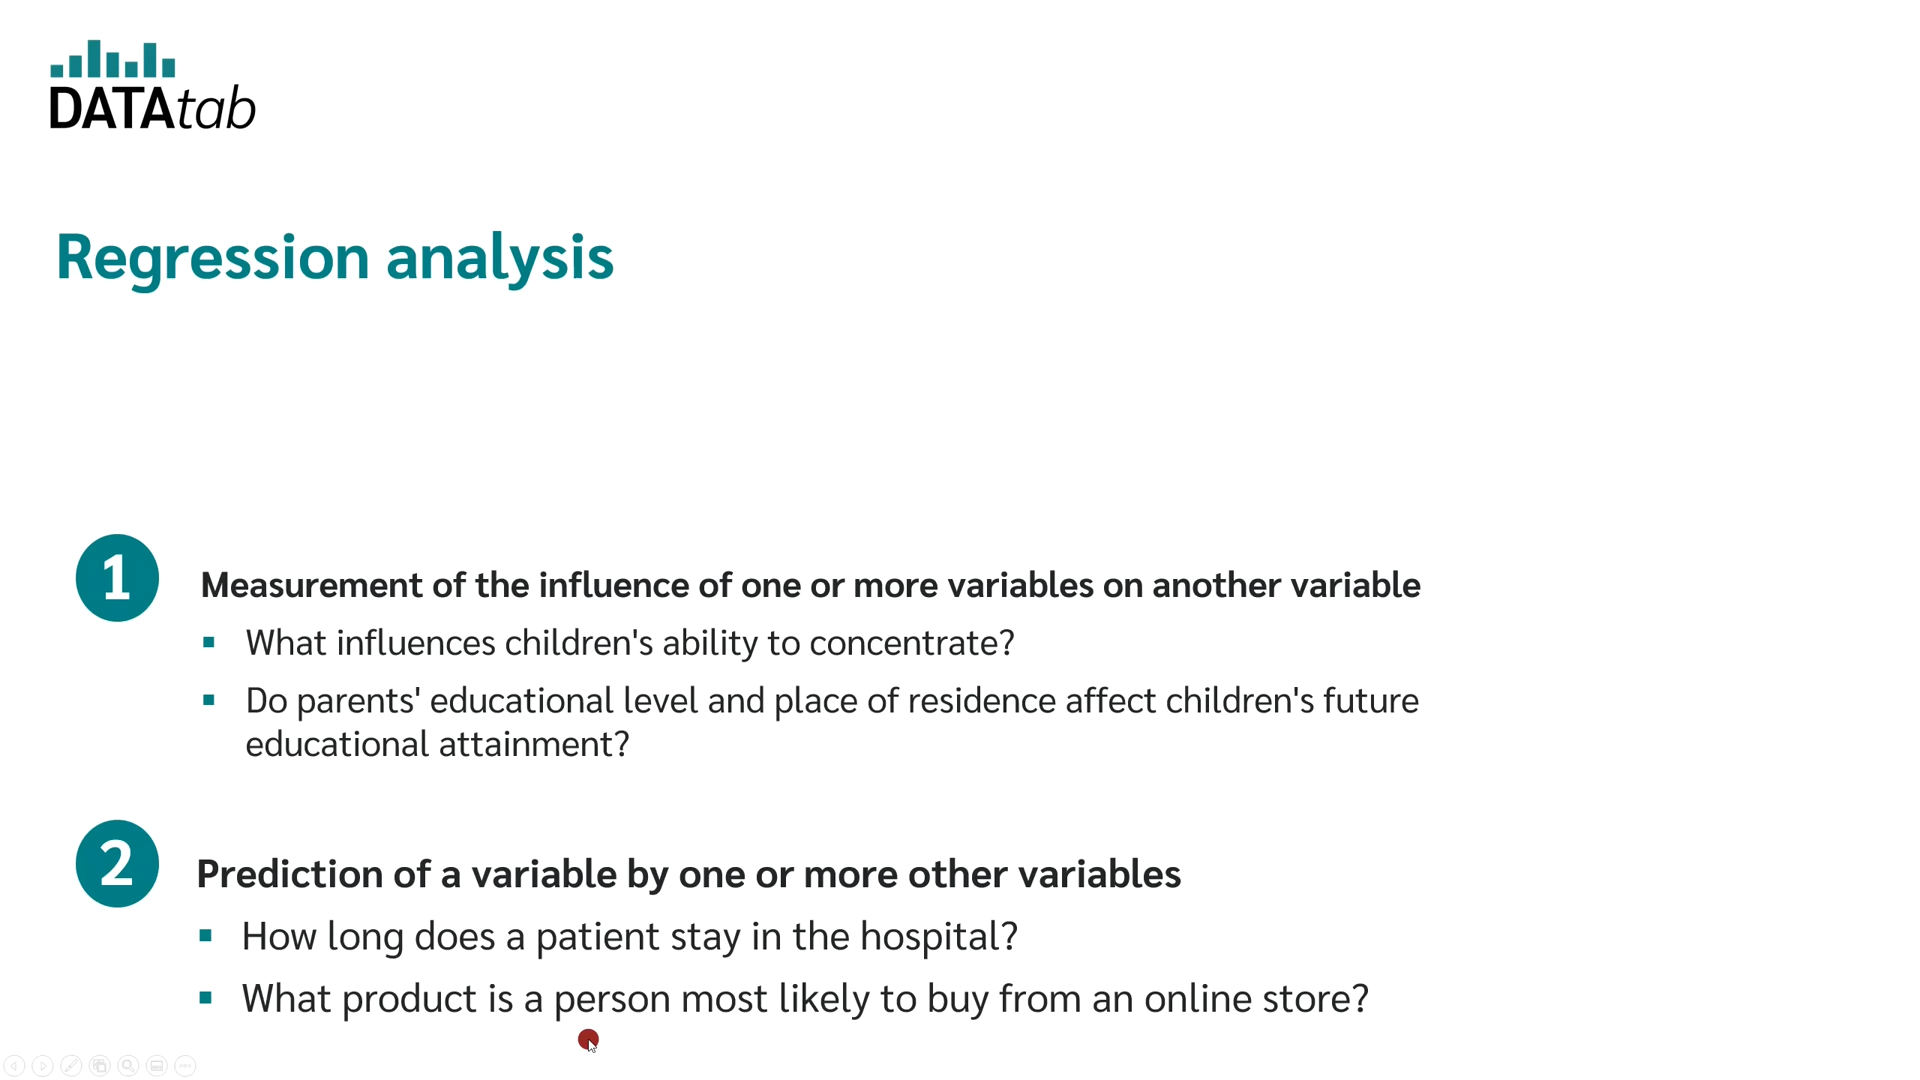 DATAtab
Regression analysis
1
Measurement of the influence of one or more variables on another variable
What influences children's ability to concentrate?
Do parents' educational level and place of residence affect children's future
educational attainment?
2
Prediction of a variable by one or more other variables
How long does a patient stay in the hospital?
What product is a person most likely to buy from an online store?